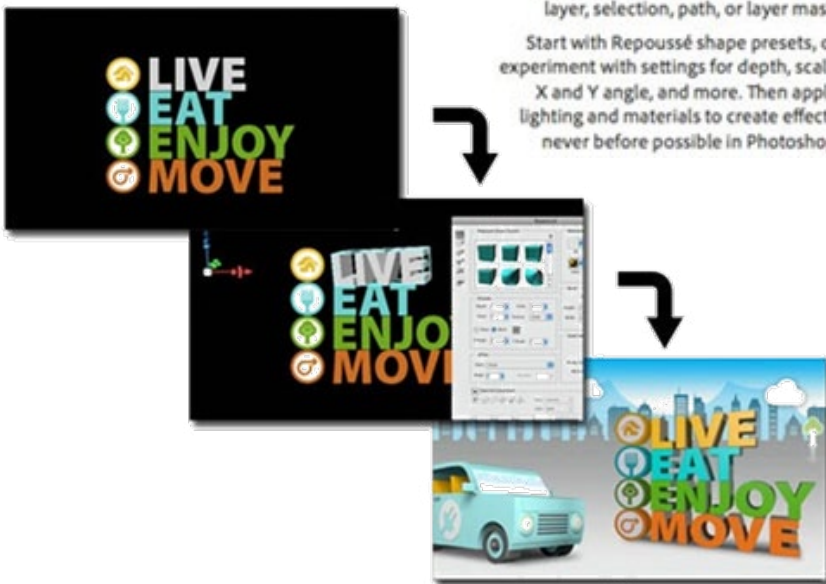 layer, selection, path, or layer mas
Start with Repoussé shape presets,
experiment with settings for depth, scal
X and Y angle, and more. Then appl
lighting and materials to create effect
never before possible in Photosho
LIVE
EAT
ENJOY
MOVE
LIVE
EAT
ENJO
MOV
LIVE
EAT
ENJOY
MOVE